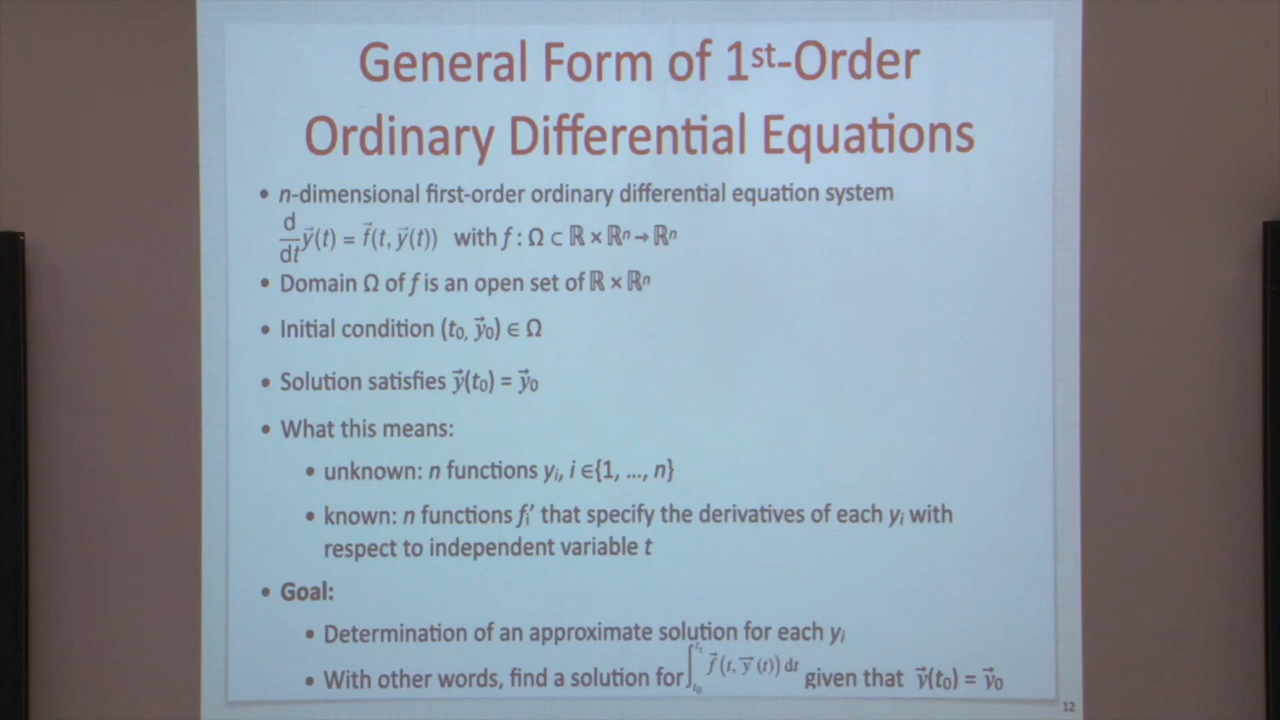 General Form of 1st-Order
Ordinary Differential Equations
• n-dimensional first-order ordinary differential equation system
d/dt y⃗(t) = f⃗(t, y⃗(t)) with f : Ω ⊂ ℝ × ℝⁿ → ℝⁿ
• Domain Ω of f is an open set of ℝ × ℝⁿ
• Initial condition (t₀, y⃗₀) ∈ Ω
• Solution satisfies y⃗(t₀) = y⃗₀
• What this means:
• unknown: n functions yᵢ, i ∈{1, ..., n}
• known: n functions fᵢ′ that specify the derivatives of each yᵢ with
respect to independent variable t
• Goal:
• Determination of an approximate solution for each yᵢ
• With other words, find a solution for ∫ₜ₀ f⃗(t, y⃗(t)) dt given that y⃗(t₀) = y⃗₀
12